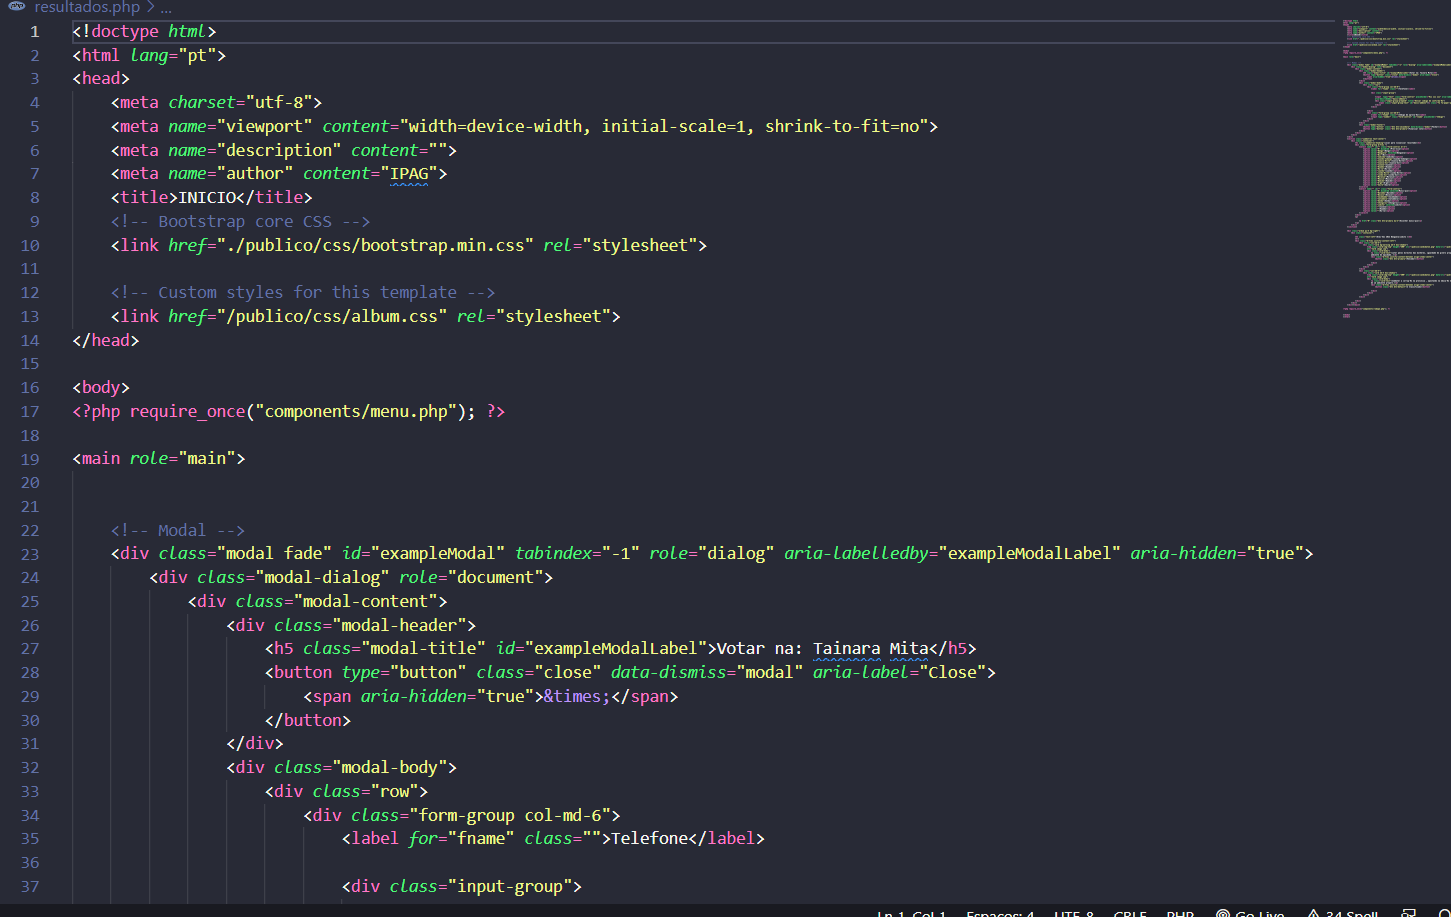 resultados.php > ...
1 <!doctype html>
2 <html lang="pt">
3 <head>
4 <meta charset="utf-8">
5 <meta name="viewport" content="width=device-width, initial-scale=1, shrink-to-fit=no">
6 <meta name="description" content="">
7 <meta name="author" content="IPAG">
8 <title>INICIO</title>
9 <!-- Bootstrap core CSS -->
10 <link href="./publico/css/bootstrap.min.css" rel="stylesheet">
11
12 <!-- Custom styles for this template -->
13 <link href="/publico/css/album.css" rel="stylesheet">
14 </head>
15
16 <body>
17 <?php require_once("components/menu.php"); ?>
18
19 <main role="main">
20
21
22 <!-- Modal -->
23 <div class="modal fade" id="exampleModal" tabindex="-1" role="dialog" aria-labelledby="exampleModalLabel" aria-hidden="true">
24 <div class="modal-dialog" role="document">
25 <div class="modal-content">
26 <div class="modal-header">
27 <h5 class="modal-title" id="exampleModalLabel">Votar na: Tainara Mita</h5>
28 <button type="button" class="close" data-dismiss="modal" aria-label="Close">
29 <span aria-hidden="true">&times;</span>
30 </button>
31 </div>
32 <div class="modal-body">
33 <div class="row">
34 <div class="form-group col-md-6">
35 <label for="fname" class="">Telefone</label>
36
37 <div class="input-group">
Ln 1, Col 1 Espaços: 4 UTF-8 CRLF PHP Go Live 34 Spell